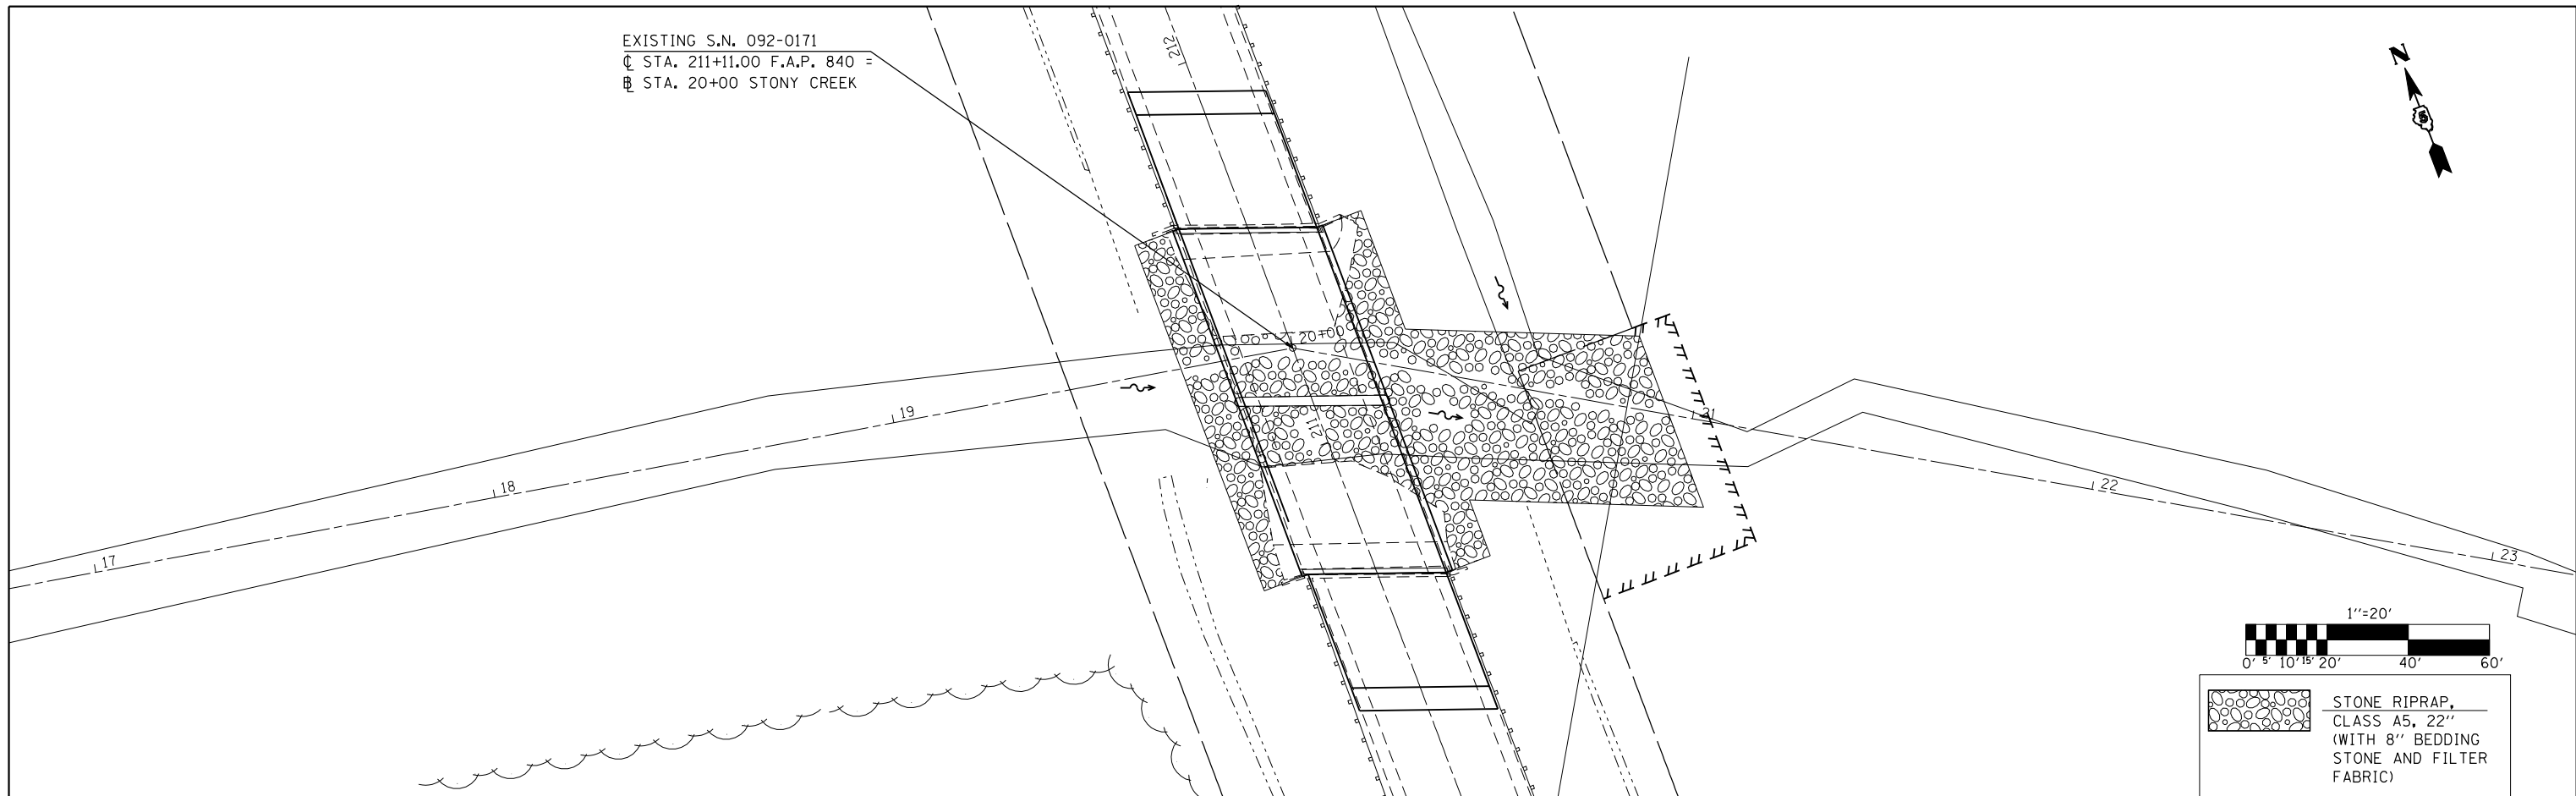 EXISTING S.N. 092-0171
℄ STA. 211+11.00 F.A.P. 840 =
B STA. 20+00 STONY CREEK
212
N
5
20+00
19
211
21
18
22
17
23
1''=20'
0' 5' 10' 15' 20' 40' 60'
STONE RIPRAP,
CLASS A5, 22''
(WITH 8'' BEDDING
STONE AND FILTER
FABRIC)